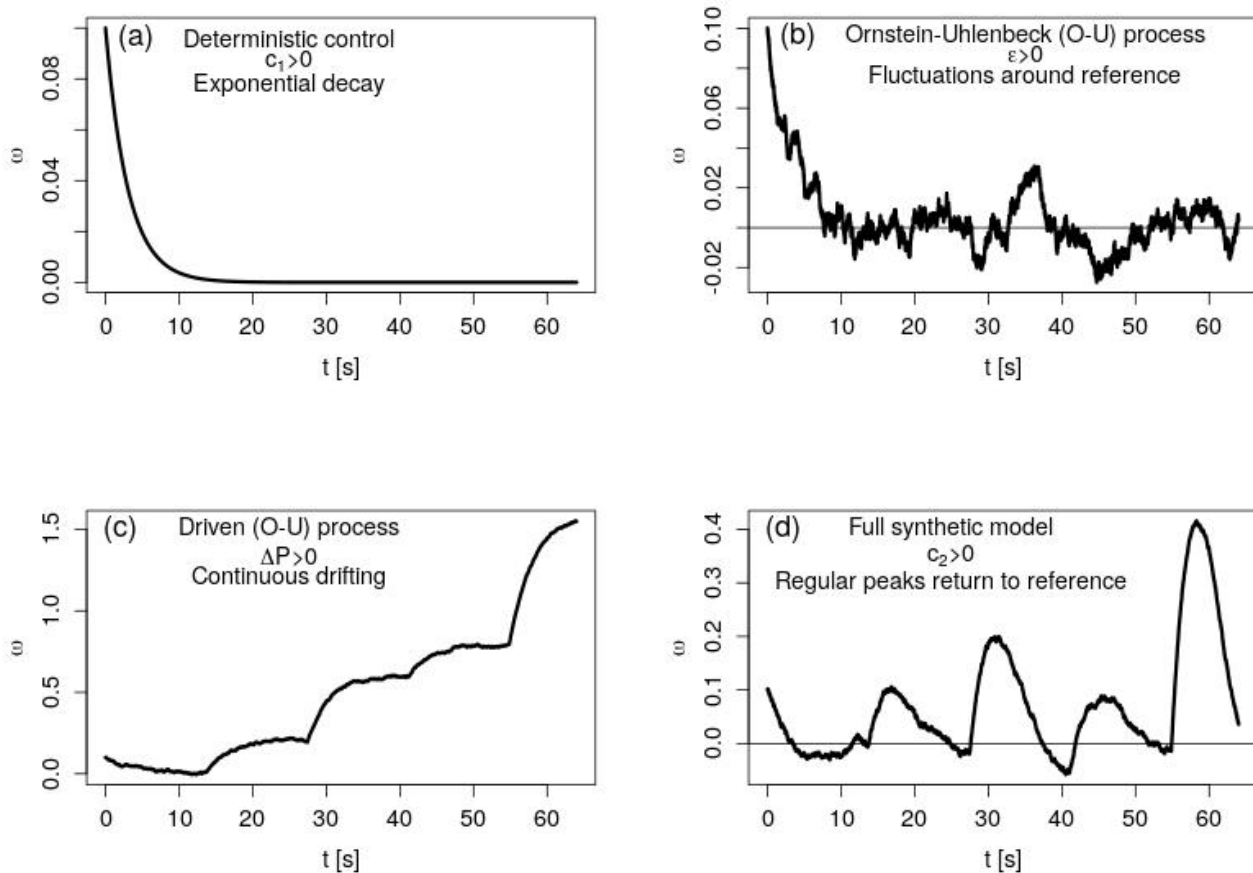 (a)
Deterministic control
c₁>0
Exponential decay
0.08
0.04
0.00
ω
0 10 20 30 40 50 60
t [s]
(b)
Ornstein-Uhlenbeck (O-U) process
ε>0
Fluctuations around reference
0.10
0.06
0.02
-0.02
ω
0 10 20 30 40 50 60
t [s]
(c)
Driven (O-U) process
ΔP>0
Continuous drifting
1.5
1.0
0.5
0.0
ω
0 10 20 30 40 50 60
t [s]
(d)
Full synthetic model
c₂>0
Regular peaks return to reference
0.4
0.3
0.2
0.1
0.0
ω
0 10 20 30 40 50 60
t [s]